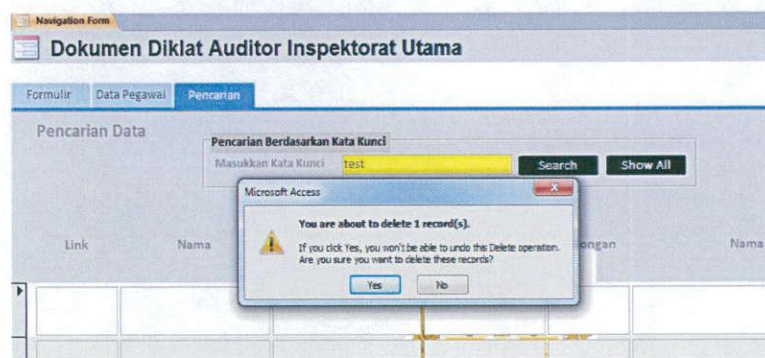 Navigation Form
Dokumen Diklat Auditor Inspektorat Utama
Formulir Data Pegawai Pencarian
Pencarian Data
Pencarian Berdasarkan Kata Kunci
Masukkan Kata Kunci test Search Show All
Microsoft Access
You are about to delete 1 record(s).
If you click Yes, you won't be able to undo this Delete operation.
Are you sure you want to delete these records?
Link Nama ongan Nama
Yes No